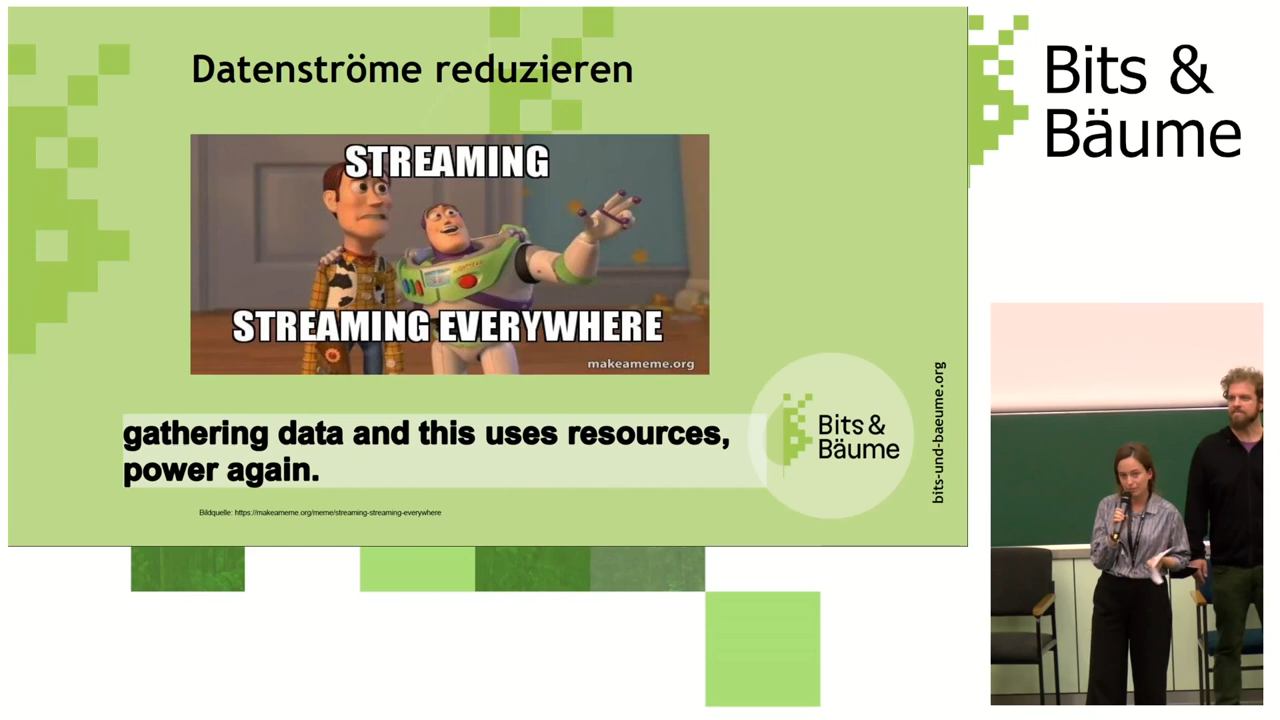 Datenströme reduzieren
STREAMING
STREAMING EVERYWHERE
makeameme.org
gathering data and this uses resources,
power again.
Bildquelle: https://makeameme.org/meme/streaming-streaming-everywhere
Bits &
Bäume
bits-und-baeume.org
Bits &
Bäume